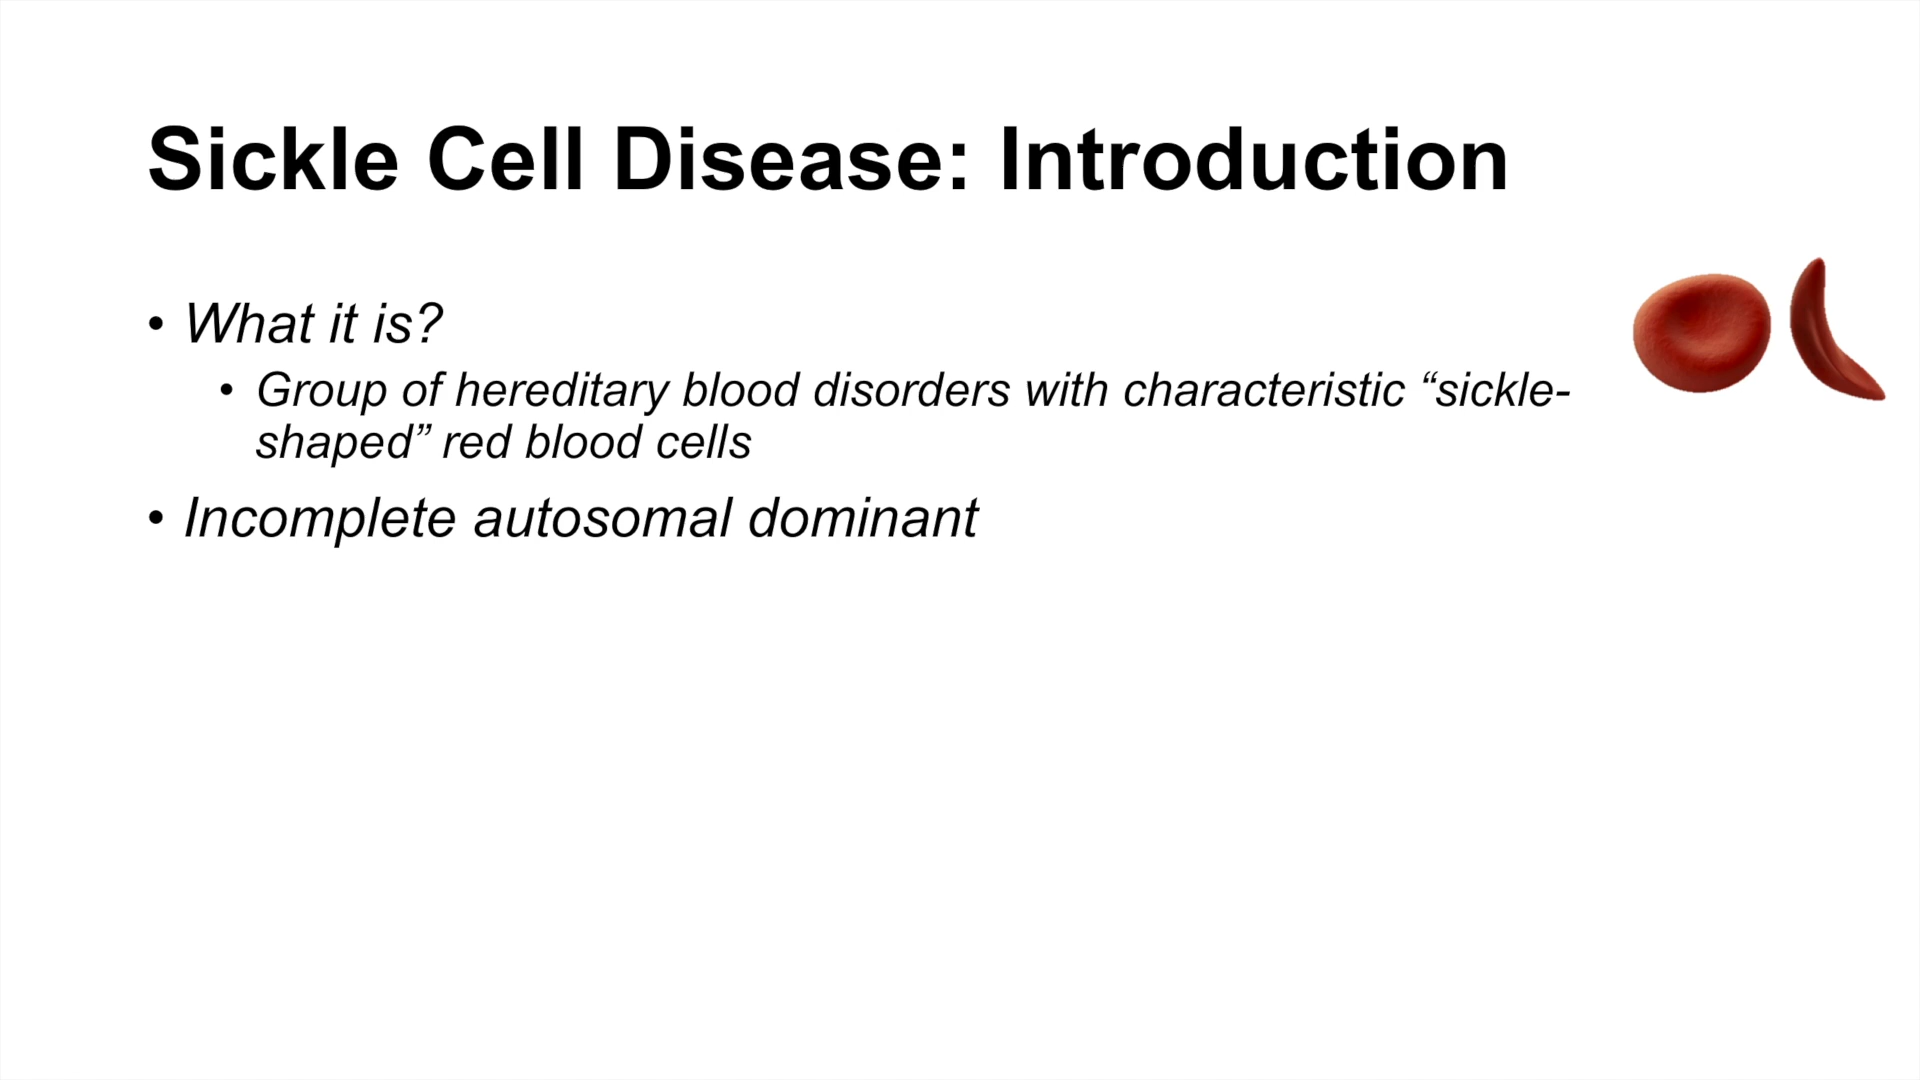 Sickle Cell Disease: Introduction
• What it is?
• Group of hereditary blood disorders with characteristic “sickle-
shaped” red blood cells
• Incomplete autosomal dominant